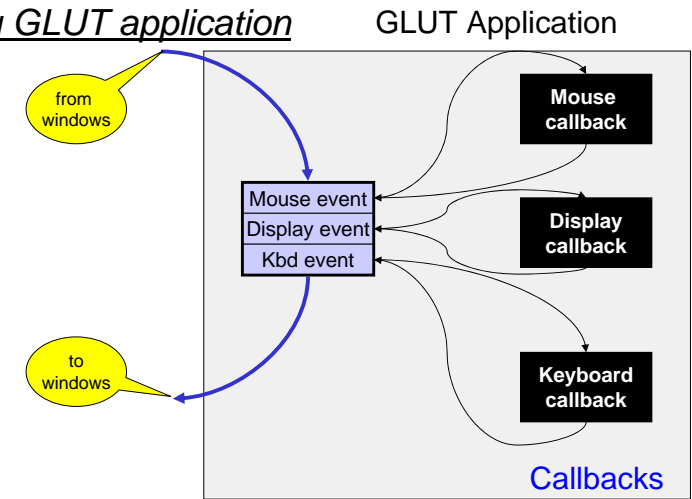 GLUT application
GLUT Application
from
windows
Mouse
callback
Mouse event
Display event
Kbd event
Display
callback
to
windows
Keyboard
callback
Callbacks